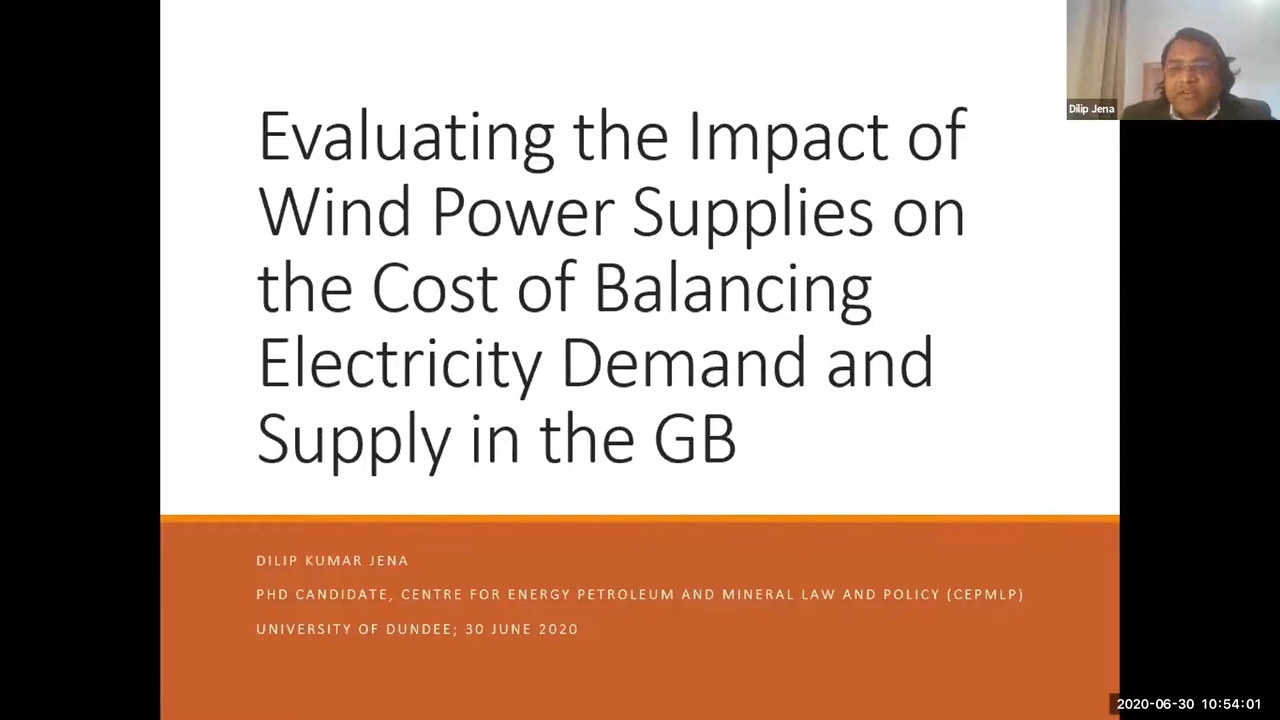 Evaluating the Impact of
Wind Power Supplies on
the Cost of Balancing
Electricity Demand and
Supply in the GB
DILIP KUMAR JENA
PHD CANDIDATE, CENTRE FOR ENERGY PETROLEUM AND MINERAL LAW AND POLICY (CEPMLP)
UNIVERSITY OF DUNDEE; 30 JUNE 2020
Dilip Jena
2020-06-30 10:54:01